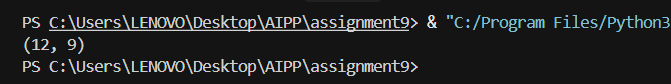 PS C:\Users\LENOVO\Desktop\AIPP\assignment9> & "C:/Program Files/Python3
(12, 9)
PS C:\Users\LENOVO\Desktop\AIPP\assignment9>